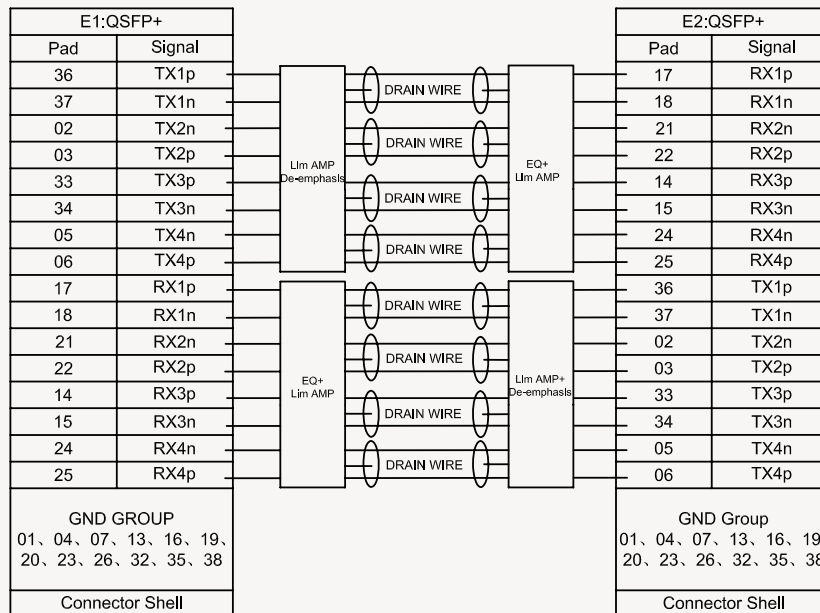 E1:QSFP+
Pad Signal
36 TX1p
37 TX1n
02 TX2n
03 TX2p
33 TX3p
34 TX3n
05 TX4n
06 TX4p
17 RX1p
18 RX1n
21 RX2n
22 RX2p
14 RX3p
15 RX3n
24 RX4n
25 RX4p
GND GROUP
01、04、07、13、16、19、
20、23、26、32、35、38
Connector Shell
LIm AMP
De-emphasIs
EQ+
Lim AMP
DRAIN WIRE
DRAIN WIRE
DRAIN WIRE
DRAIN WIRE
DRAIN WIRE
DRAIN WIRE
DRAIN WIRE
DRAIN WIRE
EQ+
LIm AMP
LIm AMP+
De-emphasIs
E2:QSFP+
Pad Signal
17 RX1p
18 RX1n
21 RX2n
22 RX2p
14 RX3p
15 RX3n
24 RX4n
25 RX4p
36 TX1p
37 TX1n
02 TX2n
03 TX2p
33 TX3p
34 TX3n
05 TX4n
06 TX4p
GND Group
01、04、07、13、16、19
20、23、26、32、35、38
Connector Shell